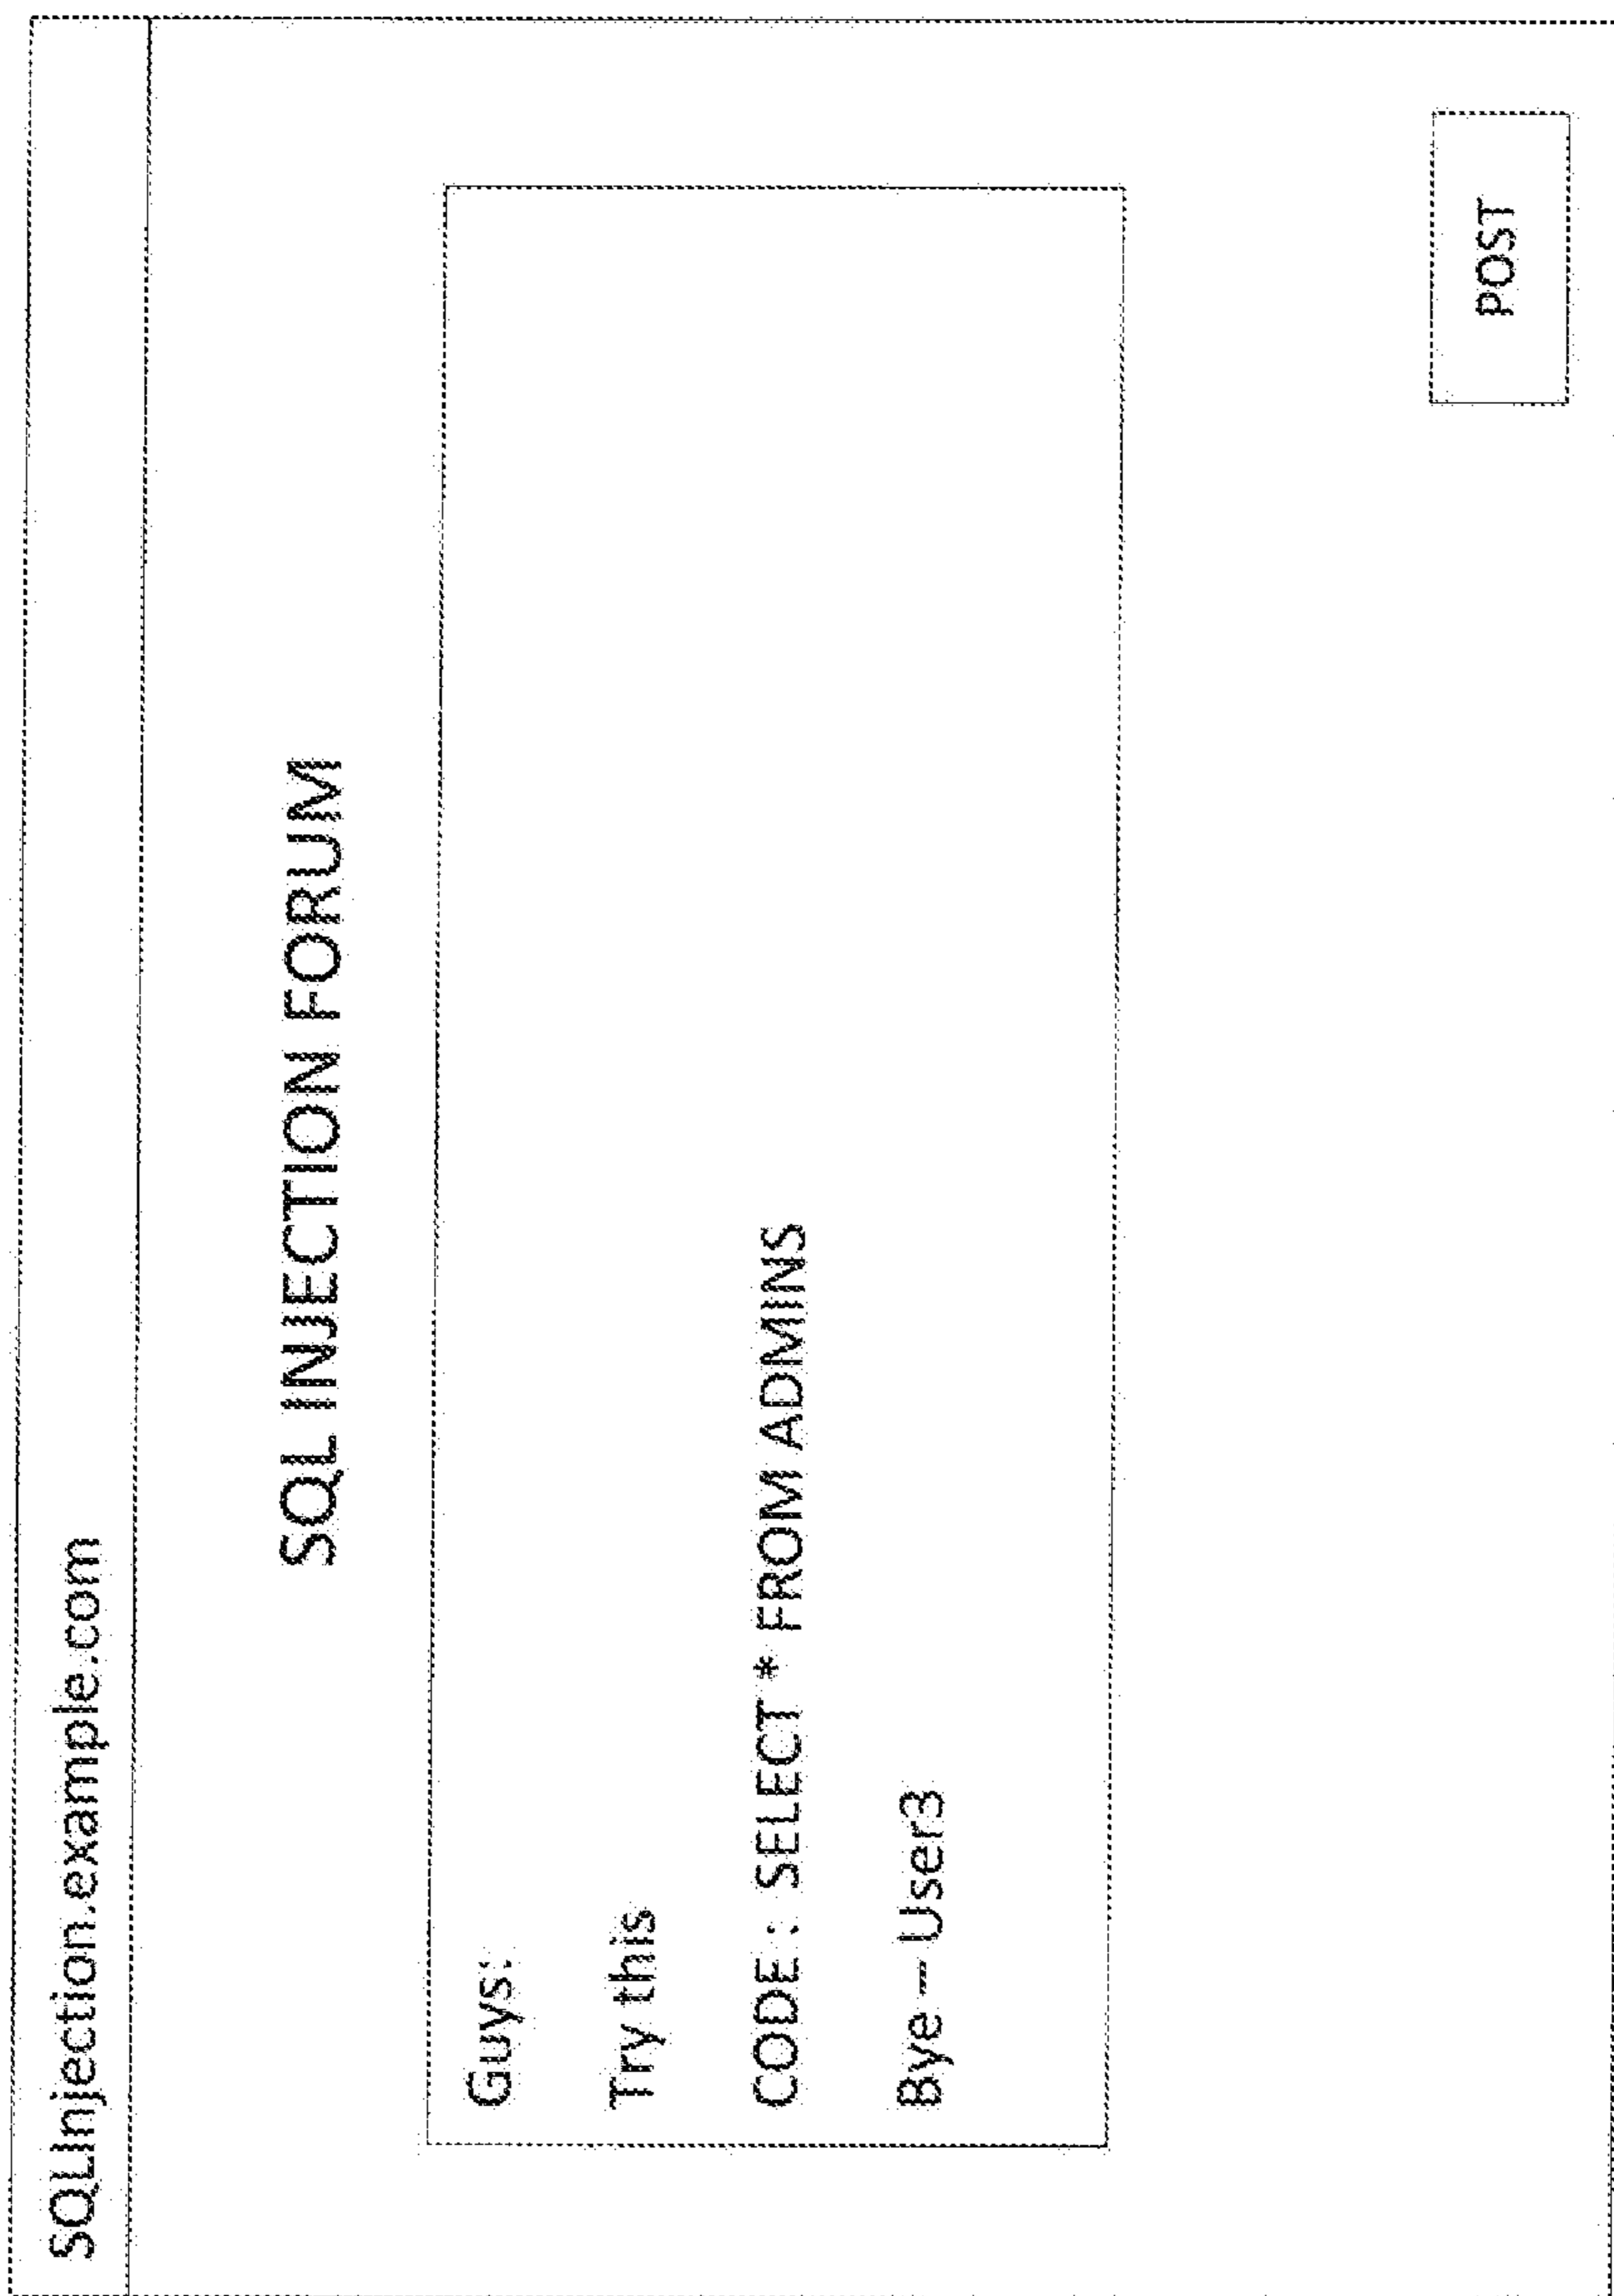 SQLInjection.example.com
SQL INJECTION FORUM
Guys:
Try this
CODE : SELECT * FROM ADMINS
Bye – User3
POST